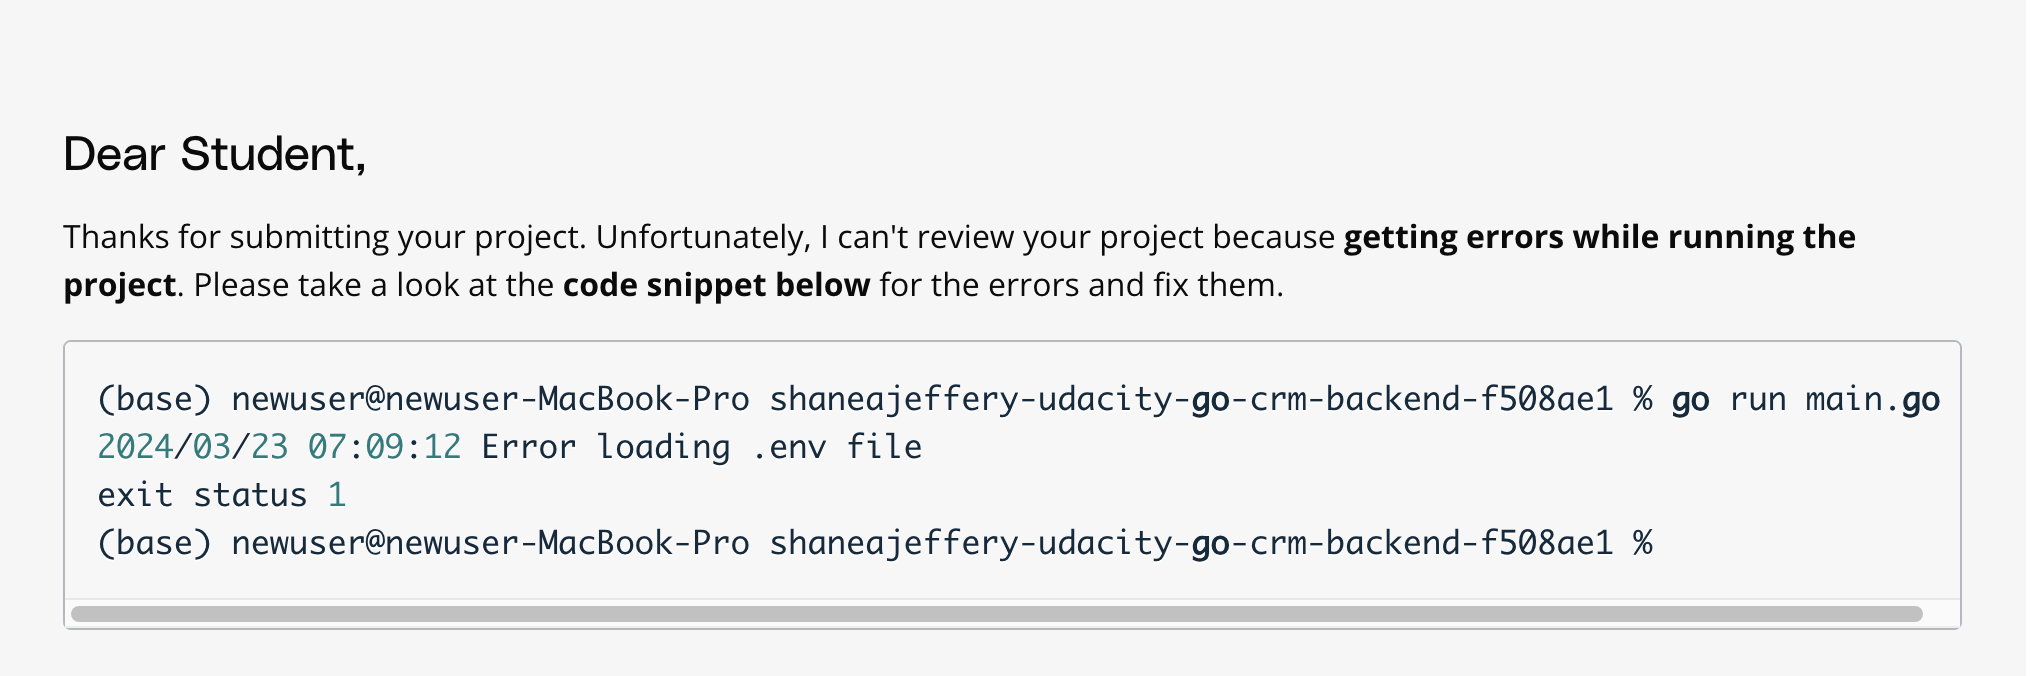 Dear Student,
Thanks for submitting your project. Unfortunately, I can't review your project because getting errors while running the
project. Please take a look at the code snippet below for the errors and fix them.
(base) newuser@newuser-MacBook-Pro shaneajeffery-udacity-go-crm-backend-f508ae1 % go run main.go
2024/03/23 07:09:12 Error loading .env file
exit status 1
(base) newuser@newuser-MacBook-Pro shaneajeffery-udacity-go-crm-backend-f508ae1 %